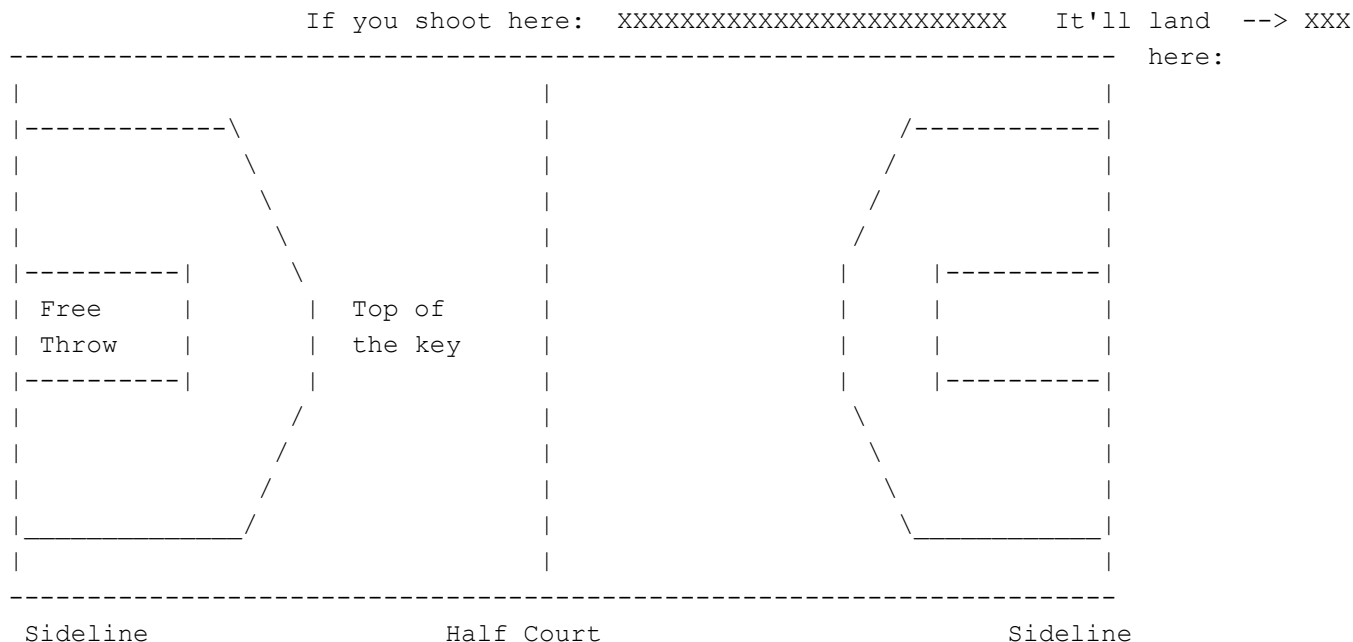 If you shoot here: XXXXXXXXXXXXXXXXXXXXXXXXX It'll land --> XXX
here:
Free Top of
Throw the key
Sideline Half Court Sideline